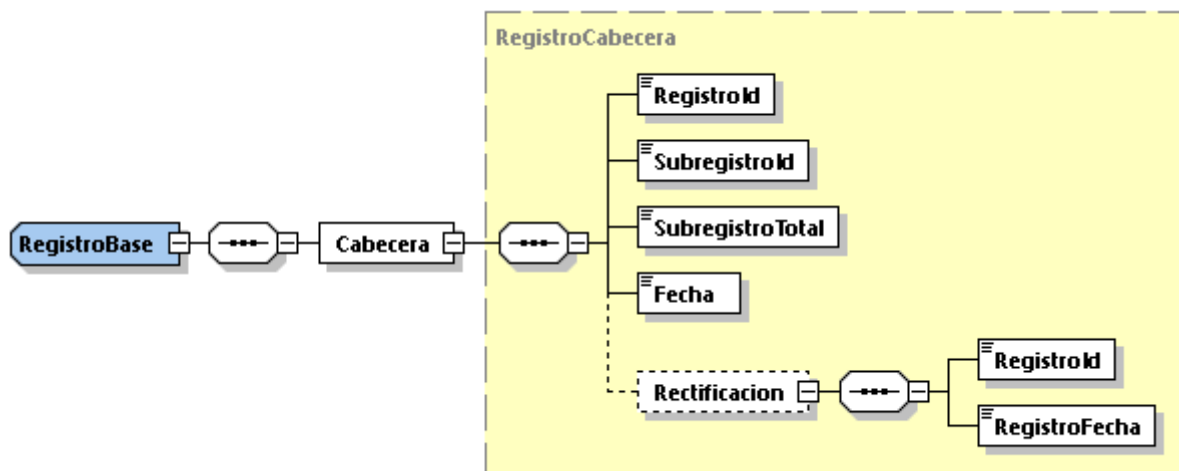 RegistroCabecera
RegistroId
SubregistroId
SubregistroTotal
RegistroBase
Cabecera
Fecha
RegistroId
Rectificacion
RegistroFecha